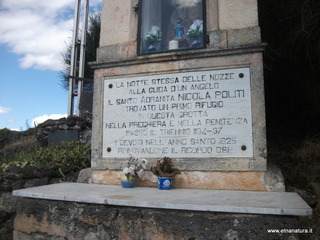 LA NOTTE STESSA DELLE NOZZE
ALLA GUIDA D'UN ANGELO
IL SANTO ADRANITA NICOLA POLITI
TROVATO UN PRIMO RIFUGIO
IN QUESTA GROTTA
NELLA PREGHIERA E NELLA PENITENZA
PASSÒ IL TRIENNIO 1134-37
I DEVOTI NELL'ANNO SANTO 1925
RINNOVANDONE IL RICORDO
www.etnanatura.it